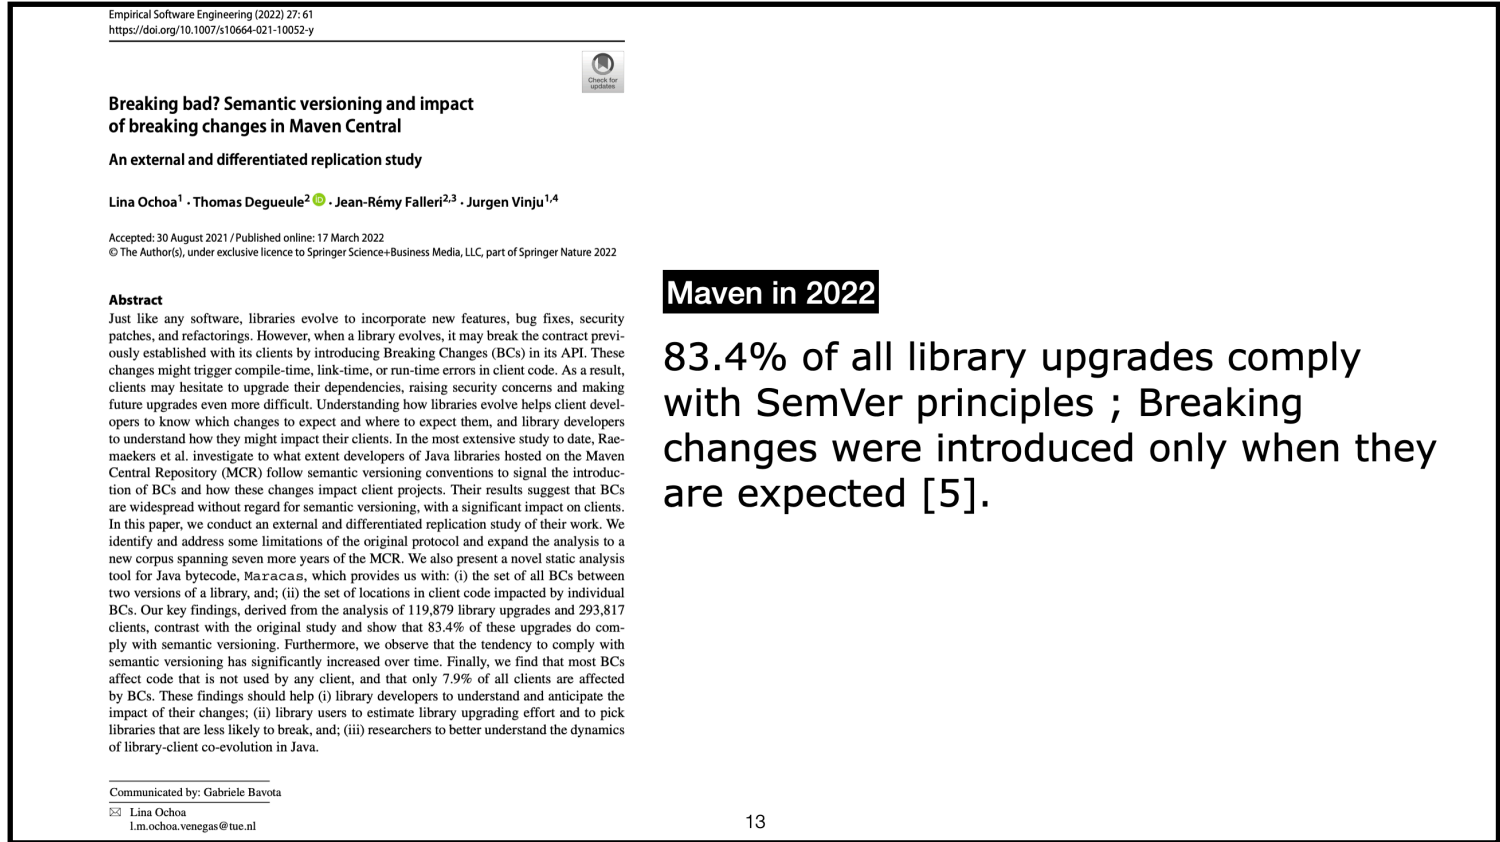 Empirical Software Engineering (2022) 27: 61
https://doi.org/10.1007/s10664-021-10052-y
Check for
updates
Breaking bad? Semantic versioning and impact
of breaking changes in Maven Central
An external and differentiated replication study
Lina Ochoa1 · Thomas Degueule2 iD · Jean-Rémy Falleri2,3 · Jurgen Vinju1,4
Accepted: 30 August 2021 / Published online: 17 March 2022
© The Author(s), under exclusive licence to Springer Science+Business Media, LLC, part of Springer Nature 2022
Abstract
Just like any software, libraries evolve to incorporate new features, bug fixes, security
patches, and refactorings. However, when a library evolves, it may break the contract previ-
ously established with its clients by introducing Breaking Changes (BCs) in its API. These
changes might trigger compile-time, link-time, or run-time errors in client code. As a result,
clients may hesitate to upgrade their dependencies, raising security concerns and making
future upgrades even more difficult. Understanding how libraries evolve helps client devel-
opers to know which changes to expect and where to expect them, and library developers
to understand how they might impact their clients. In the most extensive study to date, Rae-
maekers et al. investigate to what extent developers of Java libraries hosted on the Maven
Central Repository (MCR) follow semantic versioning conventions to signal the introduc-
tion of BCs and how these changes impact client projects. Their results suggest that BCs
are widespread without regard for semantic versioning, with a significant impact on clients.
In this paper, we conduct an external and differentiated replication study of their work. We
identify and address some limitations of the original protocol and expand the analysis to a
new corpus spanning seven more years of the MCR. We also present a novel static analysis
tool for Java bytecode, Maracas, which provides us with: (i) the set of all BCs between
two versions of a library, and; (ii) the set of locations in client code impacted by individual
BCs. Our key findings, derived from the analysis of 119,879 library upgrades and 293,817
clients, contrast with the original study and show that 83.4% of these upgrades do com-
ply with semantic versioning. Furthermore, we observe that the tendency to comply with
semantic versioning has significantly increased over time. Finally, we find that most BCs
affect code that is not used by any client, and that only 7.9% of all clients are affected
by BCs. These findings should help (i) library developers to understand and anticipate the
impact of their changes; (ii) library users to estimate library upgrading effort and to pick
libraries that are less likely to break, and; (iii) researchers to better understand the dynamics
of library-client co-evolution in Java.
Communicated by: Gabriele Bavota
Lina Ochoa
l.m.ochoa.venegas@tue.nl
Maven in 2022
83.4% of all library upgrades comply
with SemVer principles ; Breaking
changes were introduced only when they
are expected [5].
13